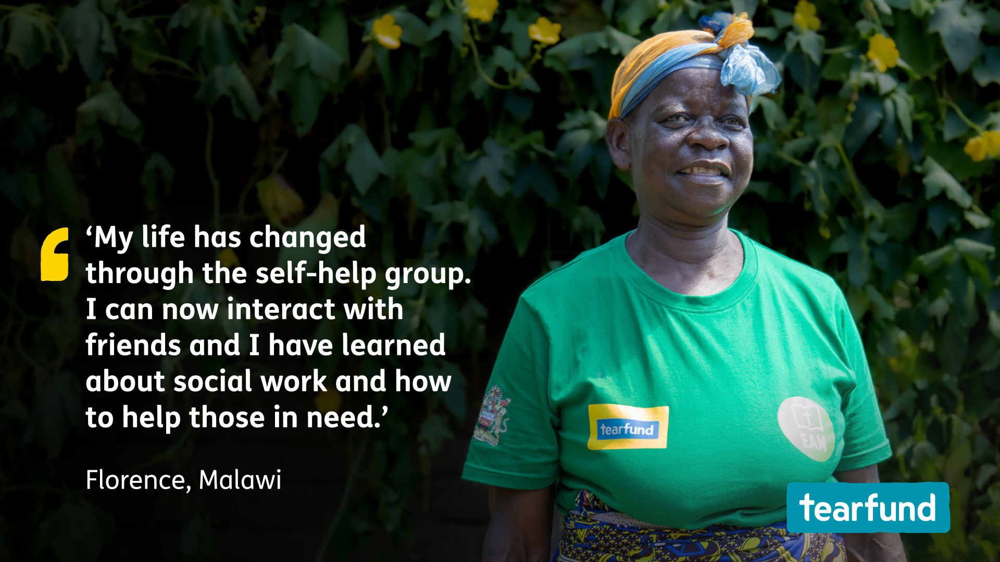 ‘My life has changed
through the self-help group.
I can now interact with
friends and I have learned
about social work and how
to help those in need.’
Florence, Malawi
tearfund
EAM
tearfund